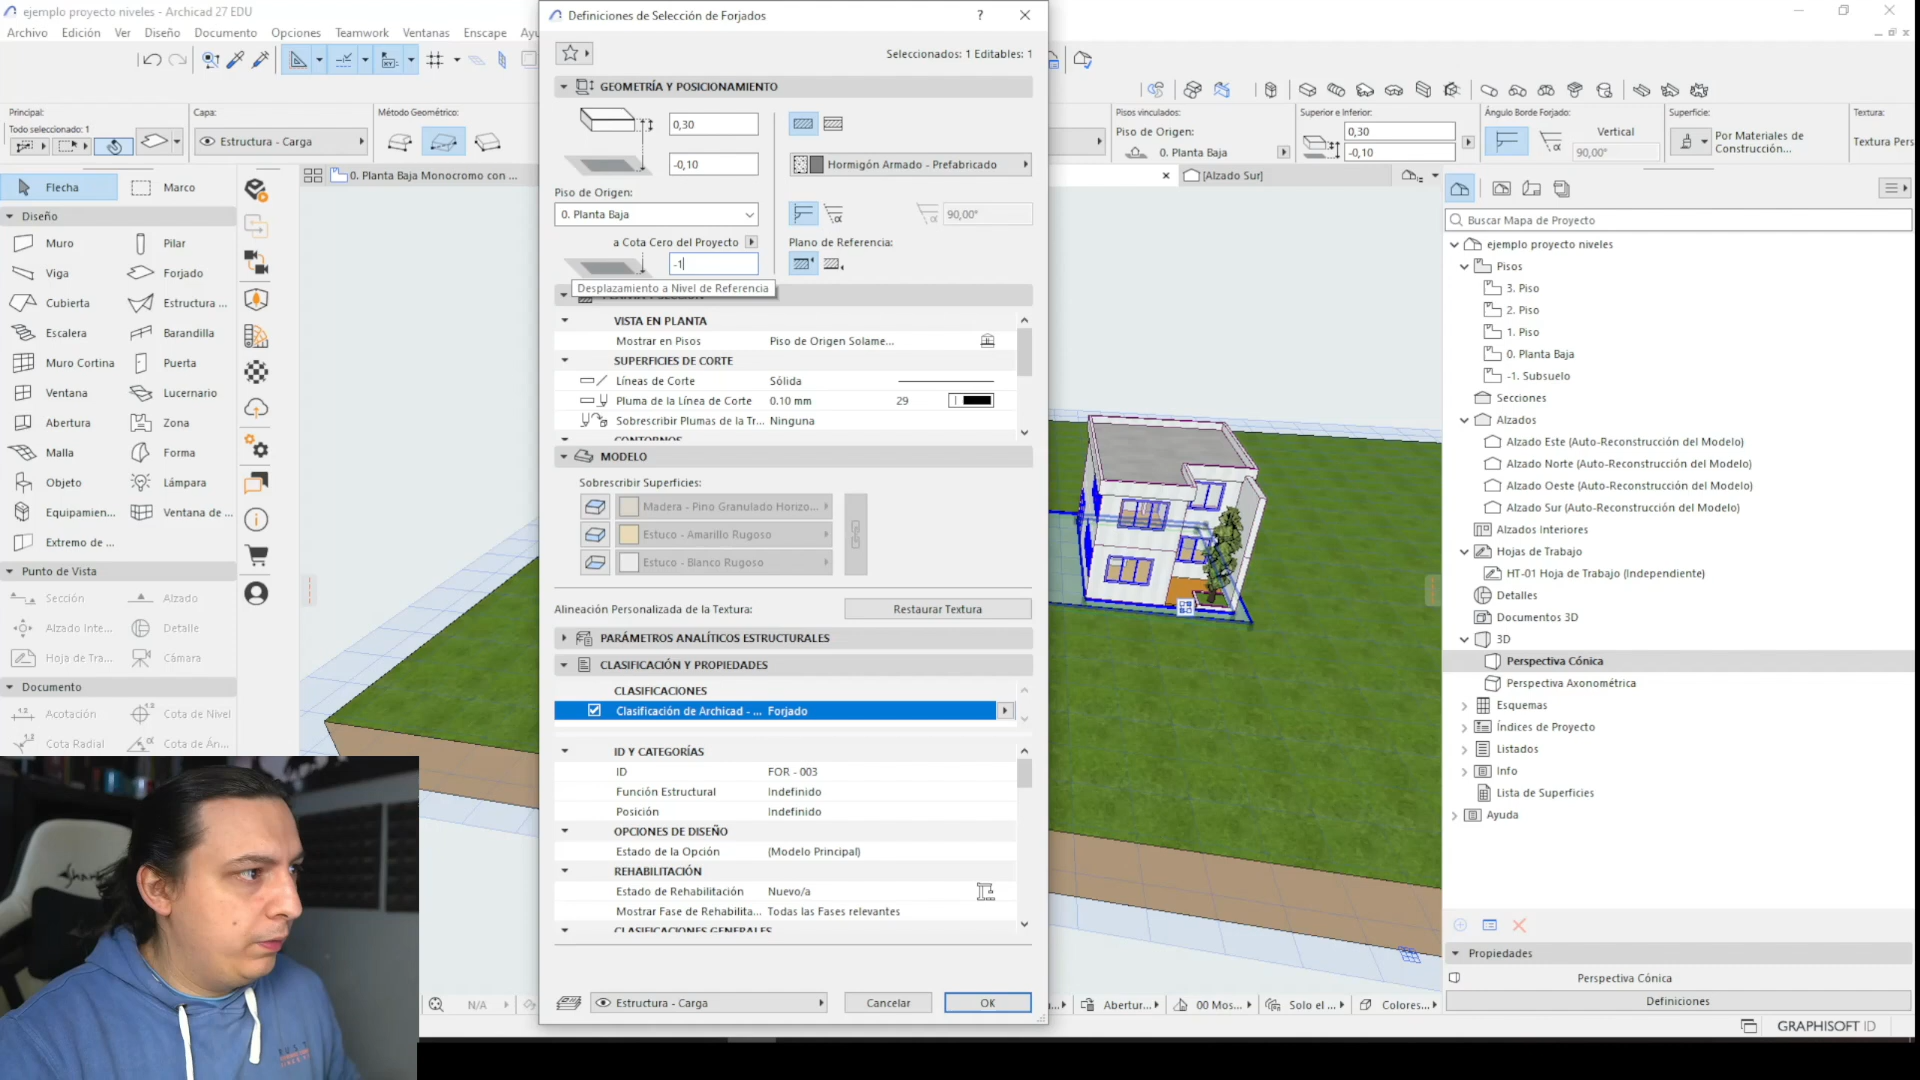 ejemplo proyecto niveles - Archicad 27 EDU
Archivo Edición Ver Diseño Documento Opciones Teamwork Ventanas Enscape
Definiciones de Selección de Forjados
?
Seleccionados: 1 Editables: 1
GEOMETRÍA Y POSICIONAMIENTO
0,30
-0,10
Hormigón Armado - Prefabricado
Piso de Origen:
0. Planta Baja
90,00°
a Cota Cero del Proyecto
Plano de Referencia:
-1
Desplazamiento a Nivel de Referencia
VISTA EN PLANTA
Mostrar en Pisos Piso de Origen Solame...
SUPERFICIES DE CORTE
Líneas de Corte Sólida
Pluma de la Línea de Corte 0.10 mm 29
Sobrescribir Plumas de la Tr... Ninguna
CONTORNOS
MODELO
Sobrescribir Superficies:
Madera - Pino Granulado Horizo...
Estuco - Amarillo Rugoso
Estuco - Blanco Rugoso
Alineación Personalizada de la Textura:
Restaurar Textura
PARÁMETROS ANALÍTICOS ESTRUCTURALES
CLASIFICACIÓN Y PROPIEDADES
CLASIFICACIONES
Clasificación de Archicad - ... Forjado
ID Y CATEGORÍAS
ID FOR - 003
Función Estructural Indefinido
Posición Indefinido
OPCIONES DE DISEÑO
Estado de la Opción (Modelo Principal)
REHABILITACIÓN
Estado de Rehabilitación Nuevo/a
Mostrar Fase de Rehabilita... Todas las Fases relevantes
CLASIFICACIONES GENERALES
Estructura - Carga
Cancelar
OK
Principal:
Todo seleccionado: 1
Capa:
Estructura - Carga
Método Geométrico:
Pisos vinculados:
Piso de Origen:
0. Planta Baja
Superior e Inferior:
0,30
-0,10
Ángulo Borde Forjado:
Vertical
90,00°
Superficie:
Por Materiales de
Construcción...
Textura:
Textura Pers
0. Planta Baja Monocromo con ...
[Alzado Sur]
Flecha Marco
Diseño
Muro Pilar
Viga Forjado
Cubierta Estructura ...
Escalera Barandilla
Muro Cortina Puerta
Ventana Lucernario
Abertura Zona
Malla Forma
Objeto Lámpara
Equipamien... Ventana de ...
Extremo de ...
Punto de Vista
Sección Alzado
Alzado Inte... Detalle
Hoja de Tra... Cámara
Documento
Acotación Cota de Nivel
Cota Radial Cota de Án...
Buscar Mapa de Proyecto
ejemplo proyecto niveles
Pisos
3. Piso
2. Piso
1. Piso
0. Planta Baja
-1. Subsuelo
Secciones
Alzados
Alzado Este (Auto-Reconstrucción del Modelo)
Alzado Norte (Auto-Reconstrucción del Modelo)
Alzado Oeste (Auto-Reconstrucción del Modelo)
Alzado Sur (Auto-Reconstrucción del Modelo)
Alzados Interiores
Hojas de Trabajo
HT-01 Hoja de Trabajo (Independiente)
Detalles
Documentos 3D
3D
Perspectiva Cónica
Perspectiva Axonométrica
Esquemas
Índices de Proyecto
Listados
Info
Lista de Superficies
Ayuda
Propiedades
Perspectiva Cónica
Definiciones
N/A
Abertur...
00 Mos...
Solo el ...
Colores...
GRAPHISOFT ID